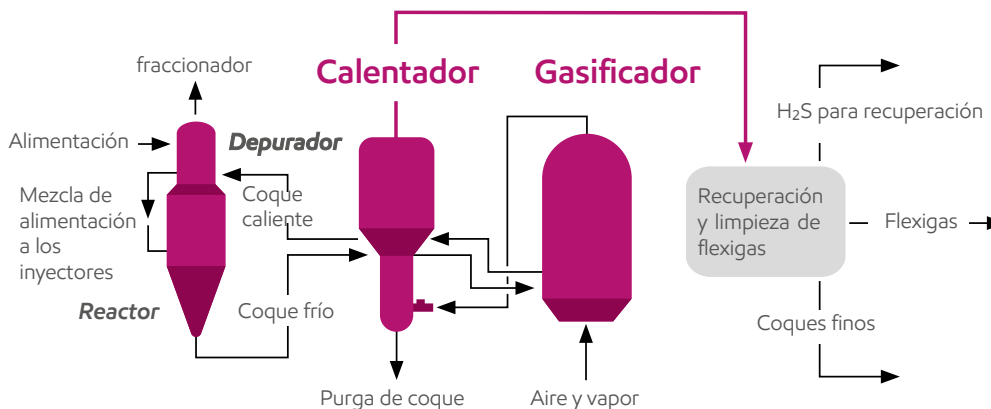 fraccionador
Calentador
Gasificador
H₂S para recuperación
Alimentación
Depurador
Mezcla de
alimentación
a los
inyectores
Coque
caliente
Recuperación
y limpieza de
flexigas
Flexigas
Reactor
Coque frío
Coques finos
Purga de coque
Aire y vapor